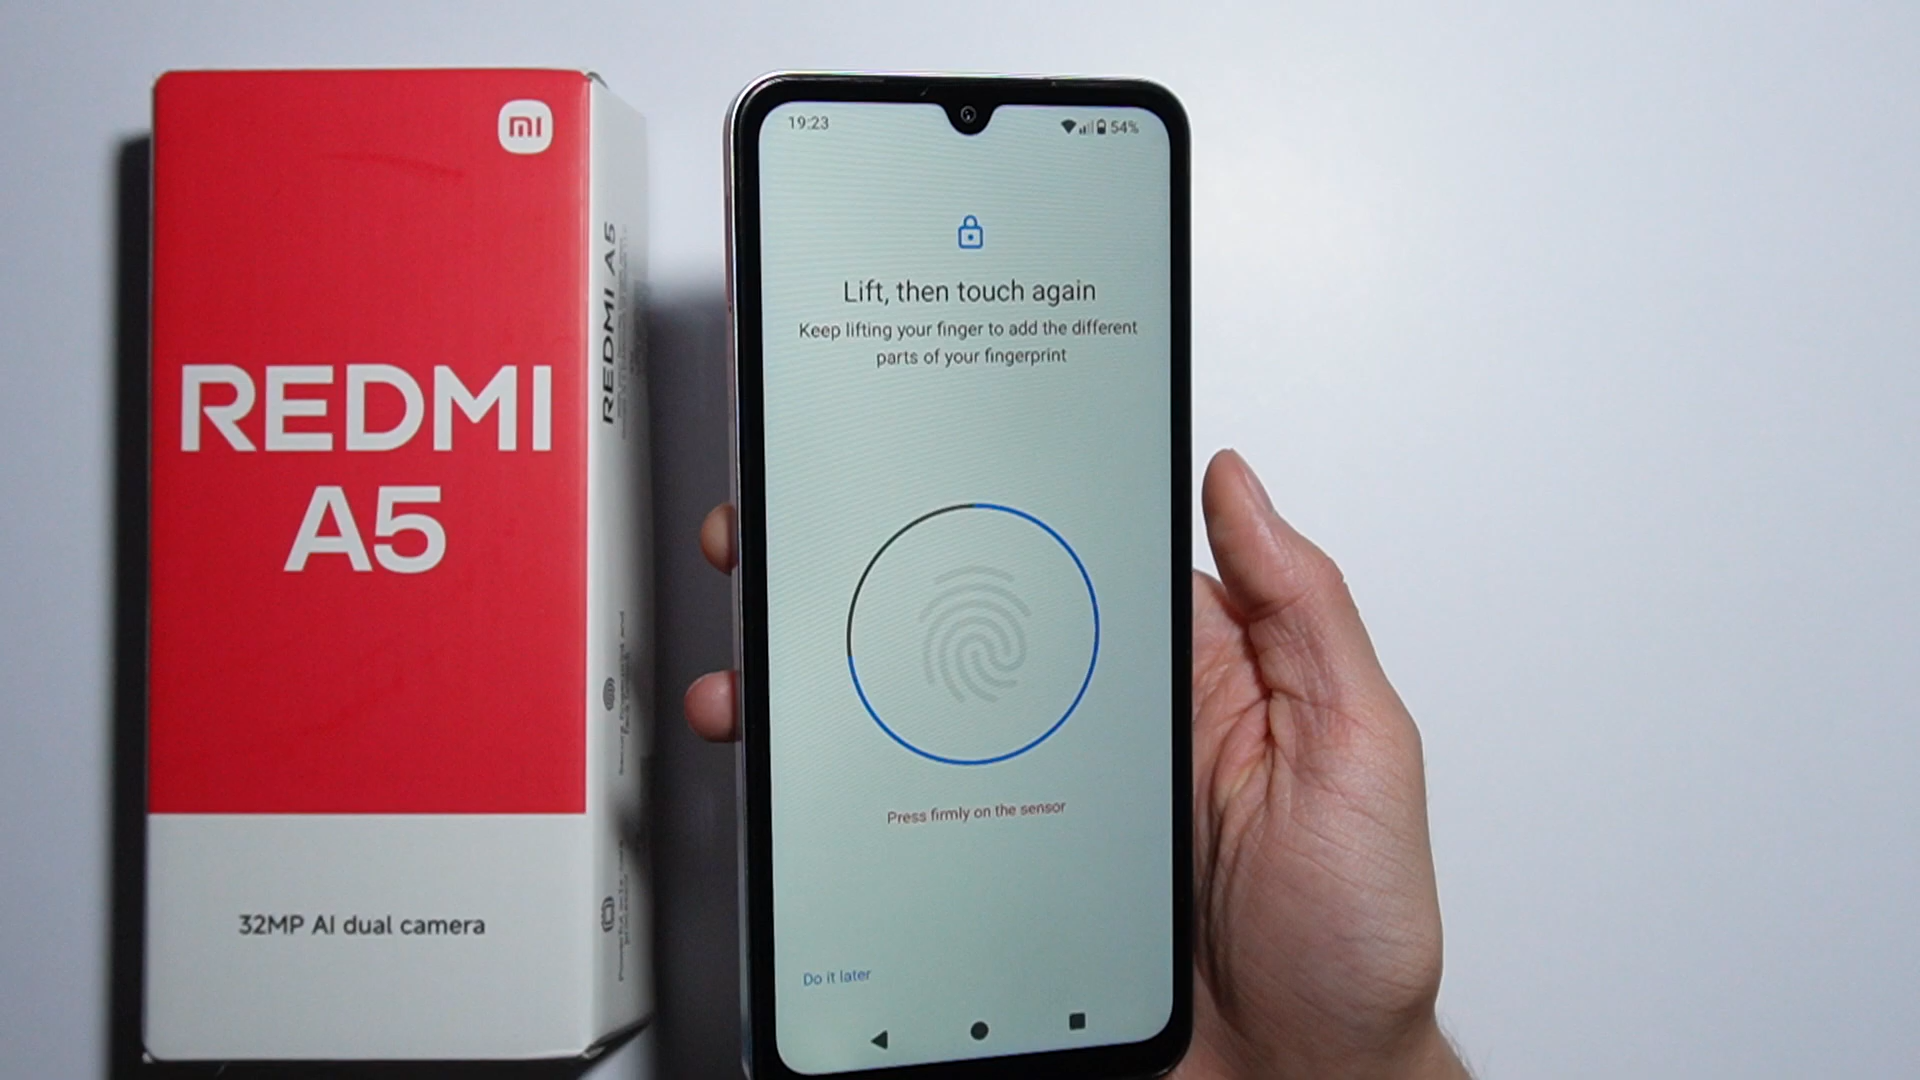 mi
REDMI
A5
32MP AI dual camera
REDMI A5
19:23
54%
Lift, then touch again
Keep lifting your finger to add the different
parts of your fingerprint
Press firmly on the sensor
Do it later